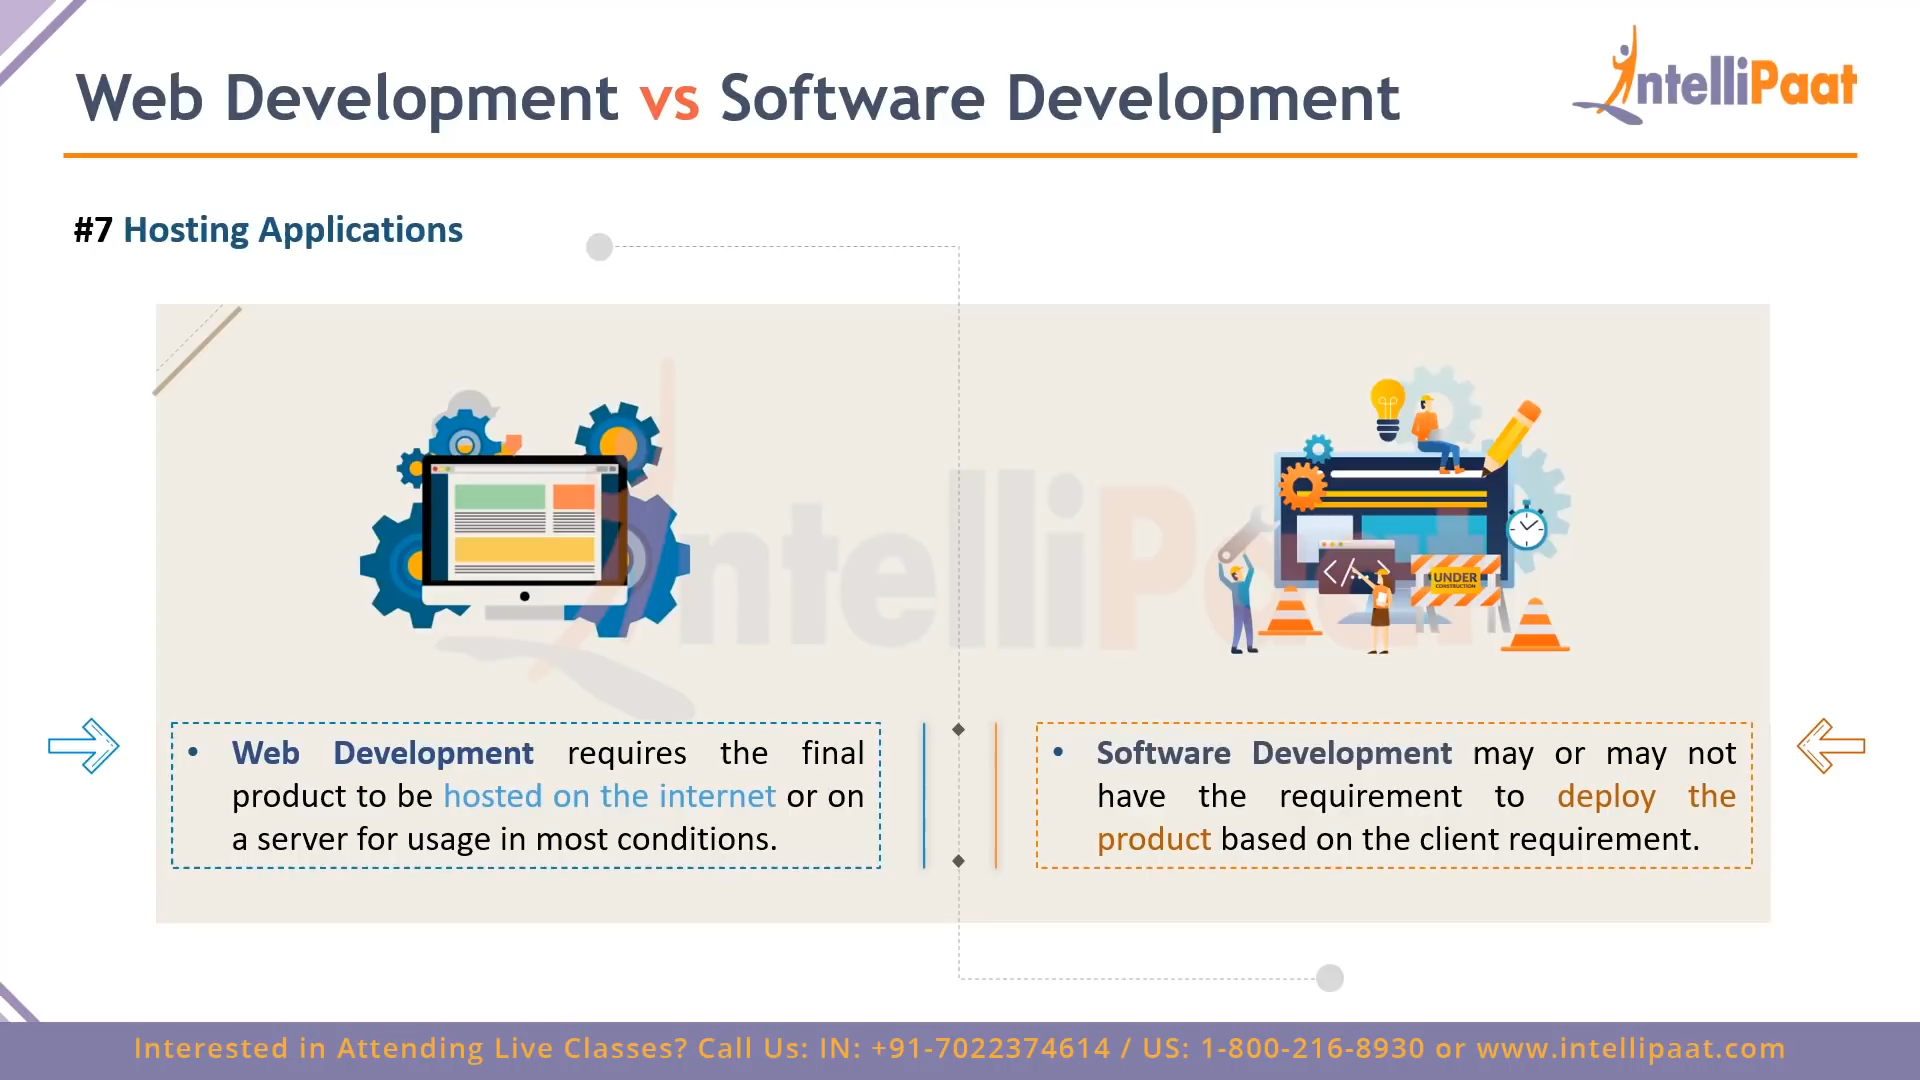 Web Development vs Software Development
IntelliPaat
#7 Hosting Applications
IntelliPaat
</>
UNDER
CONSTRUCTION
• Web Development requires the final
product to be hosted on the internet or on
a server for usage in most conditions.
• Software Development may or may not
have the requirement to deploy the
product based on the client requirement.
Interested in Attending Live Classes? Call Us: IN: +91-7022374614 / US: 1-800-216-8930 or www.intellipaat.com